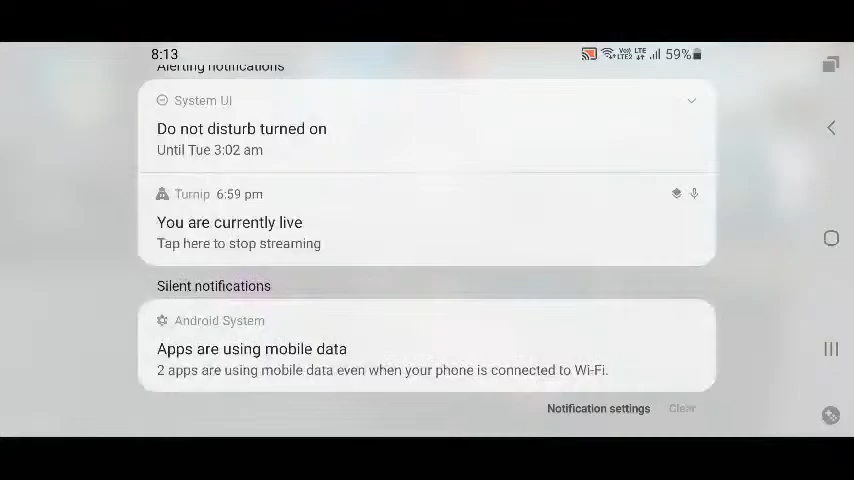 8:13
Vo)) LTE
LTE2
59%
Alerting notifications
System UI
Do not disturb turned on
Until Tue 3:02 am
Turnip 6:59 pm
You are currently live
Tap here to stop streaming
Silent notifications
Android System
Apps are using mobile data
2 apps are using mobile data even when your phone is connected to Wi-Fi.
Notification settings Clear